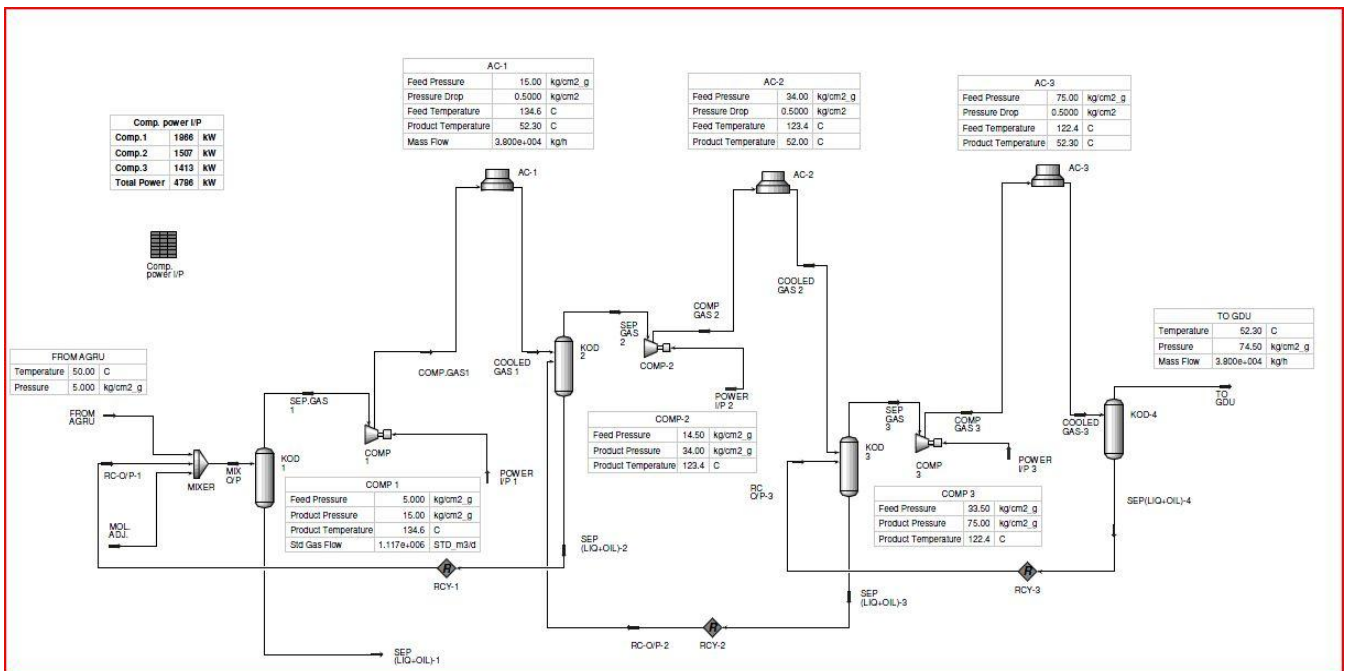 AC-1
Feed Pressure 15.00 kg/cm2_g
Pressure Drop 0.5000 kg/cm2
Feed Temperature 134.6 C
Product Temperature 52.30 C
Mass Flow 3.800e+004 kg/h
AC-2
Feed Pressure 34.00 kg/cm2_g
Pressure Drop 0.5000 kg/cm2
Feed Temperature 123.4 C
Product Temperature 52.00 C
AC-3
Feed Pressure 75.00 kg/cm2_g
Pressure Drop 0.5000 kg/cm2
Feed Temperature 122.4 C
Product Temperature 52.30 C
Comp. power I/P
Comp.1 1866 kW
Comp.2 1507 kW
Comp.3 1413 kW
Total Power 4786 kW
AC-1
AC-2
AC-3
Comp.
power I/P
COOLED
GAS 2
COMP
GAS 2
SEP
GAS
2
KOD
2
COMP-2
COMP.GAS1
COOLED
GAS 1
POWER
I/P 2
TO GDU
Temperature 52.30 C
Pressure 74.50 kg/cm2_g
Mass Flow 3.800e+004 kg/h
FROM AGRU
Temperature 50.00 C
Pressure 5.000 kg/cm2_g
FROM
AGRU
SEP.GAS
1
COMP
1
KOD
1
RC-O/P-1
MIXER
MIX
O/P
MOL.
ADJ.
POWER
I/P 1
COMP-2
Feed Pressure 14.50 kg/cm2_g
Product Pressure 34.00 kg/cm2_g
Product Temperature 123.4 C
SEP
GAS
3
COMP
GAS 3
COOLED
GAS-3
KOD-4
TO
GDU
KOD
3
COMP
3
POWER
I/P 3
RC
O/P-3
COMP 1
Feed Pressure 5.000 kg/cm2_g
Product Pressure 15.00 kg/cm2_g
Product Temperature 134.6 C
Std Gas Flow 1.117e+006 STD_m3/d
COMP 3
Feed Pressure 33.50 kg/cm2_g
Product Pressure 75.00 kg/cm2_g
Product Temperature 122.4 C
SEP(LIQ+OIL)-4
SEP
(LIQ+OIL)-2
R
RCY-1
R
RCY-3
SEP
(LIQ+OIL)-3
RC-O/P-2
R
RCY-2
SEP
(LIQ+OIL)-1